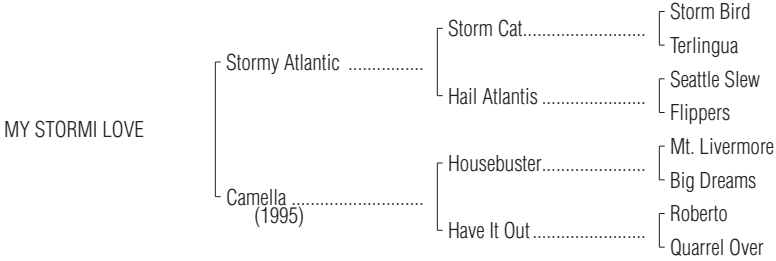 Storm Bird
Storm Cat..........................
Terlingua
Stormy Atlantic ................
Seattle Slew
Hail Atlantis ......................
Flippers
MY STORMI LOVE
Mt. Livermore
Housebuster......................
Big Dreams
Camella ............................
(1995)
Roberto
Have It Out........................
Quarrel Over